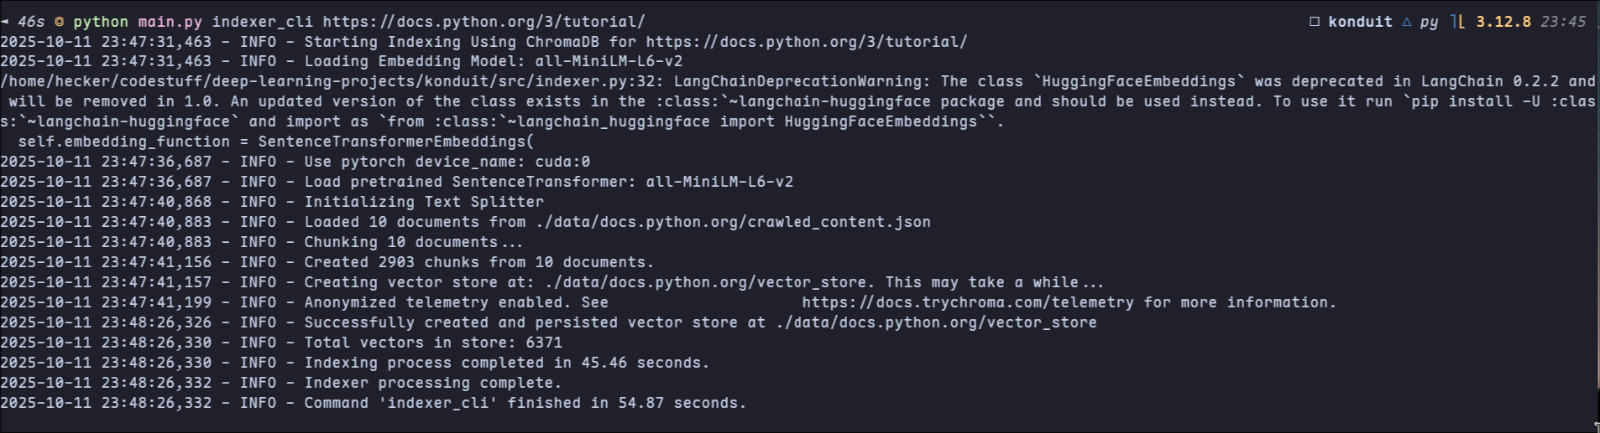 46s © python main.py indexer_cli https://docs.python.org/3/tutorial/ konduit △ py 3.12.8 23:45
2025-10-11 23:47:31,463 - INFO - Starting Indexing Using ChromaDB for https://docs.python.org/3/tutorial/
2025-10-11 23:47:31,463 - INFO - Loading Embedding Model: all-MiniLM-L6-v2
/home/hecker/codestuff/deep-learning-projects/konduit/src/indexer.py:32: LangChainDeprecationWarning: The class `HuggingFaceEmbeddings` was deprecated in LangChain 0.2.2 and
will be removed in 1.0. An updated version of the class exists in the :class:`~langchain-huggingface package and should be used instead. To use it run `pip install -U :clas
s:`~langchain-huggingface` and import as `from :class:`~langchain_huggingface import HuggingFaceEmbeddings``.
self.embedding_function = SentenceTransformerEmbeddings(
2025-10-11 23:47:36,687 - INFO - Use pytorch device_name: cuda:0
2025-10-11 23:47:36,687 - INFO - Load pretrained SentenceTransformer: all-MiniLM-L6-v2
2025-10-11 23:47:40,868 - INFO - Initializing Text Splitter
2025-10-11 23:47:40,883 - INFO - Loaded 10 documents from ./data/docs.python.org/crawled_content.json
2025-10-11 23:47:40,883 - INFO - Chunking 10 documents...
2025-10-11 23:47:41,156 - INFO - Created 2903 chunks from 10 documents.
2025-10-11 23:47:41,157 - INFO - Creating vector store at: ./data/docs.python.org/vector_store. This may take a while...
2025-10-11 23:47:41,199 - INFO - Anonymized telemetry enabled. See https://docs.trychroma.com/telemetry for more information.
2025-10-11 23:48:26,326 - INFO - Successfully created and persisted vector store at ./data/docs.python.org/vector_store
2025-10-11 23:48:26,330 - INFO - Total vectors in store: 6371
2025-10-11 23:48:26,330 - INFO - Indexing process completed in 45.46 seconds.
2025-10-11 23:48:26,332 - INFO - Indexer processing complete.
2025-10-11 23:48:26,332 - INFO - Command 'indexer_cli' finished in 54.87 seconds.